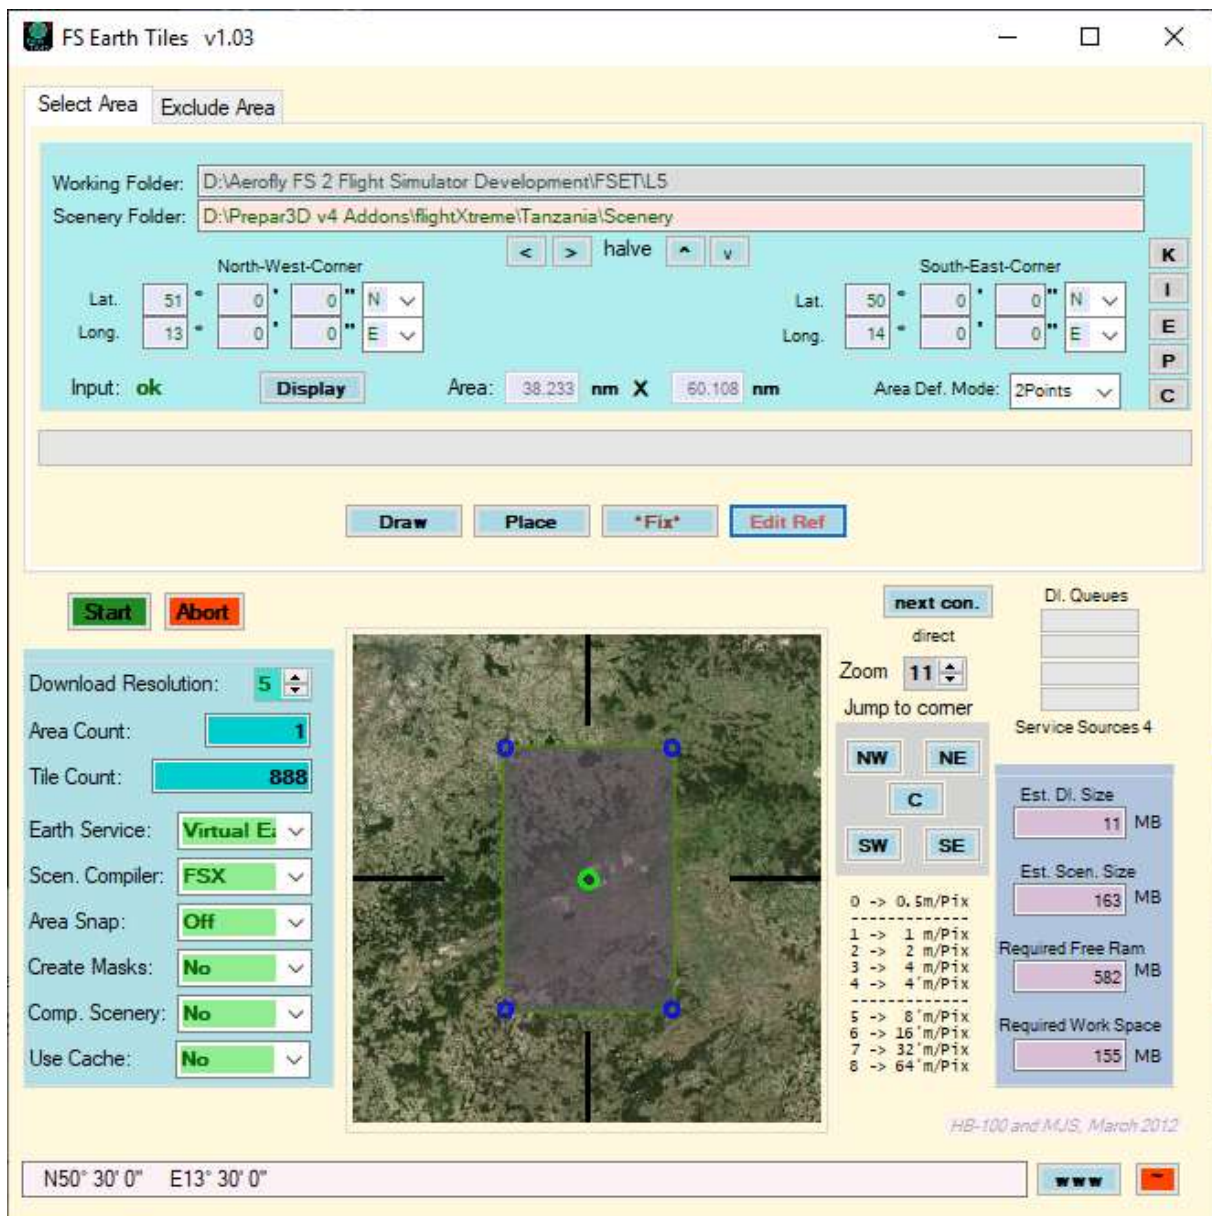 FS Earth Tiles v1.03
Select Area Exclude Area
Working Folder: D:\Aerofly FS 2 Flight Simulator Development\FSET\L5
Scenery Folder: D:\Prepar3D v4 Addons\flightXtreme\Tanzania\Scenery
< > halve ^ v
North-West-Corner South-East-Corner K
Lat. 51 ° 0 ' 0 " N Lat. 50 ° 0 ' 0 " N I
Long. 13 ° 0 ' 0 " E Long. 14 ° 0 ' 0 " E E
P
Input: ok Display Area: 38.233 nm X 60.108 nm Area Def. Mode: 2Points C
Draw Place *Fix* Edit Ref
Start Abort next con. Dl. Queues
direct
Download Resolution: 5 Zoom 11
Jump to corner
Area Count: 1 Service Sources 4
Tile Count: 888 NW NE
C
SW SE
Earth Service: Virtual Ea
Scen. Compiler: FSX
Area Snap: Off
Create Masks: No
Comp. Scenery: No
Use Cache: No
0 -> 0.5m/Pix
-------------
1 -> 1 m/Pix
2 -> 2 m/Pix
3 -> 4 m/Pix
4 -> 4'm/Pix
-------------
5 -> 8'm/Pix
6 -> 16'm/Pix
7 -> 32'm/Pix
8 -> 64'm/Pix
Est. Dl. Size
11 MB
Est. Scen. Size
163 MB
Required Free Ram
582 MB
Required Work Space
155 MB
HB-100 and MJS, March 2012
N50° 30' 0" E13° 30' 0" www ~